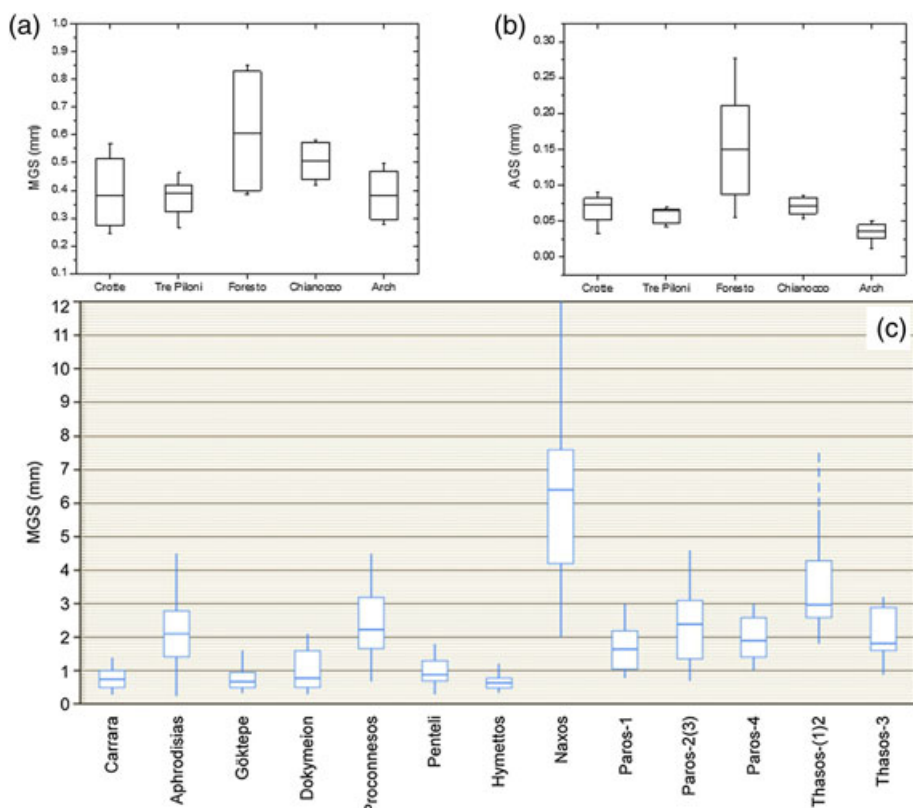 (a)
MGS (mm)
1.0
0.9
0.8
0.7
0.6
0.5
0.4
0.3
0.2
0.1
Crotte Tre Piloni Foresto Chianocco Arch
(b)
AGS (mm)
0.30
0.25
0.20
0.15
0.10
0.05
0.00
Crotte Tre Piloni Foresto Chianocco Arch
(c)
MGS (mm)
12
11
10
9
8
7
6
5
4
3
2
1
0
Carrara
Aphrodisias
Göktepe
Dokymeion
Proconnesos
Penteli
Hymettos
Naxos
Paros-1
Paros-2(3)
Paros-4
Thasos-(1)2
Thasos-3